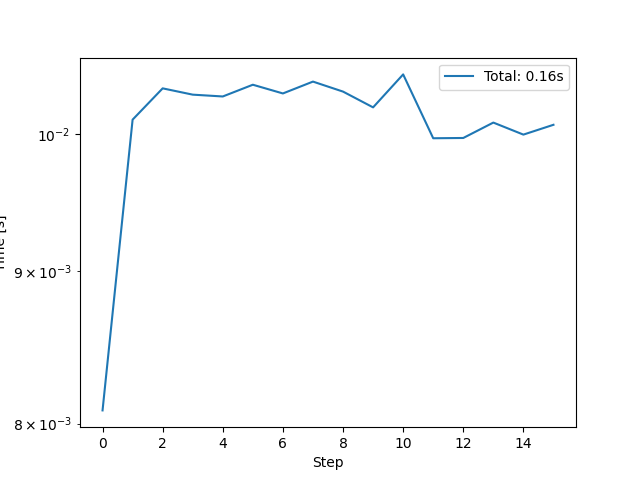 Total: 0.16s
10⁻²
9 × 10⁻³
8 × 10⁻³
[s]
0 2 4 6 8 10 12 14
Step